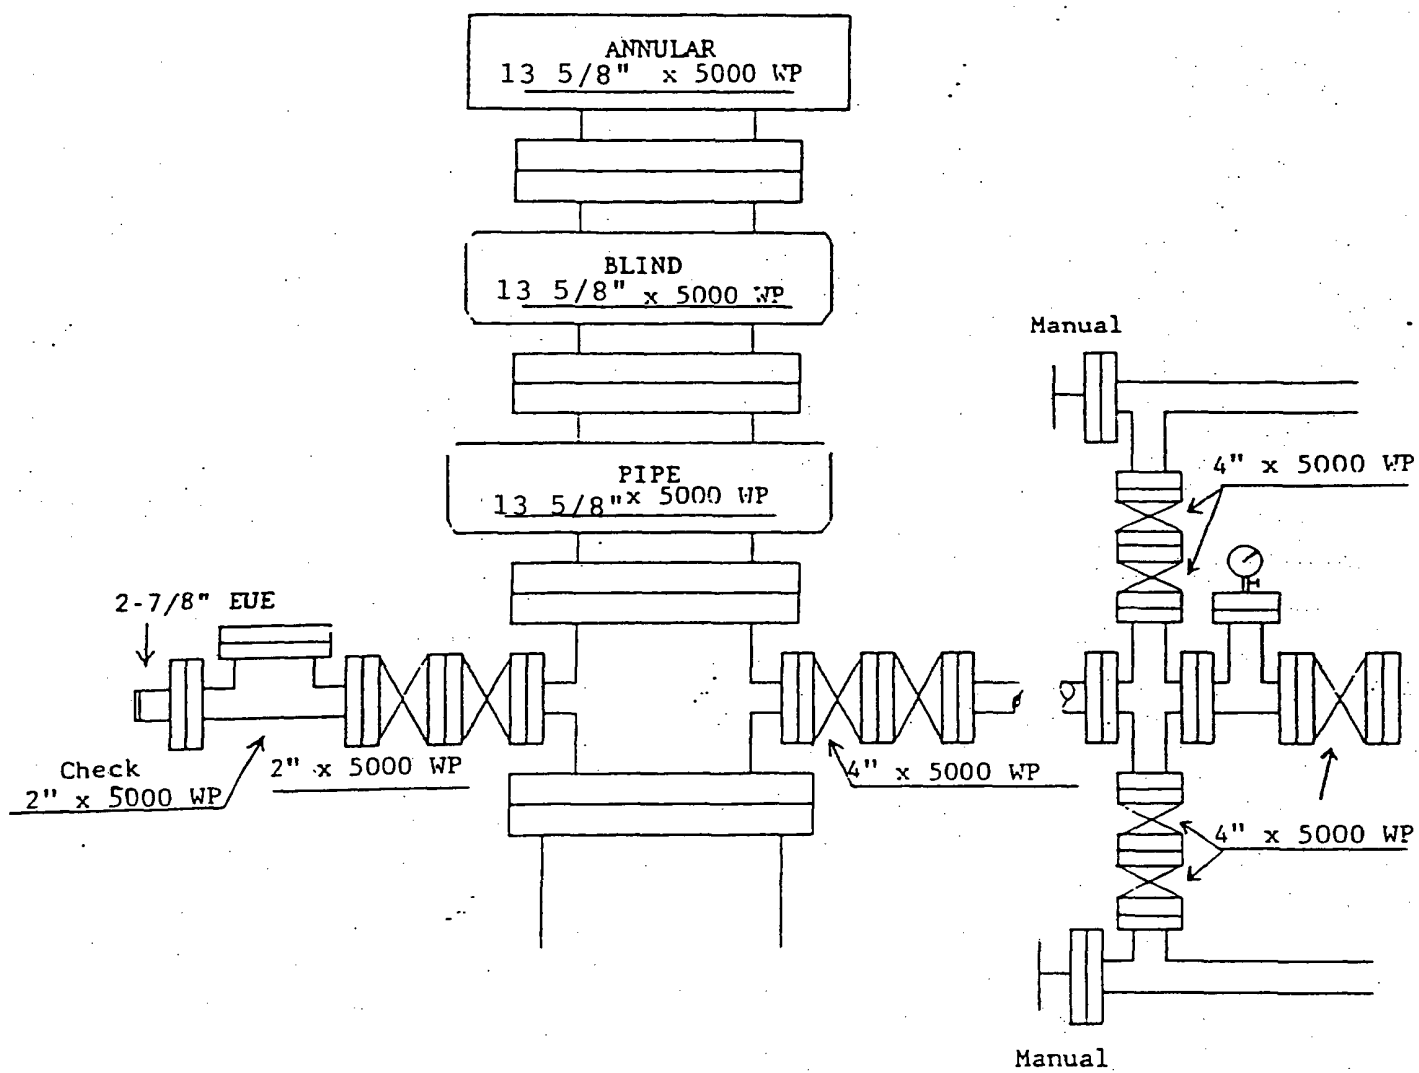 ANNULAR
13 5/8" x 5000 WP
BLIND
13 5/8" x 5000 WP
Manual
PIPE
13 5/8" x 5000 WP
4" x 5000 WP
2-7/8" EUE
Check
2" x 5000 WP
2" x 5000 WP
4" x 5000 WP
4" x 5000 WP
Manual